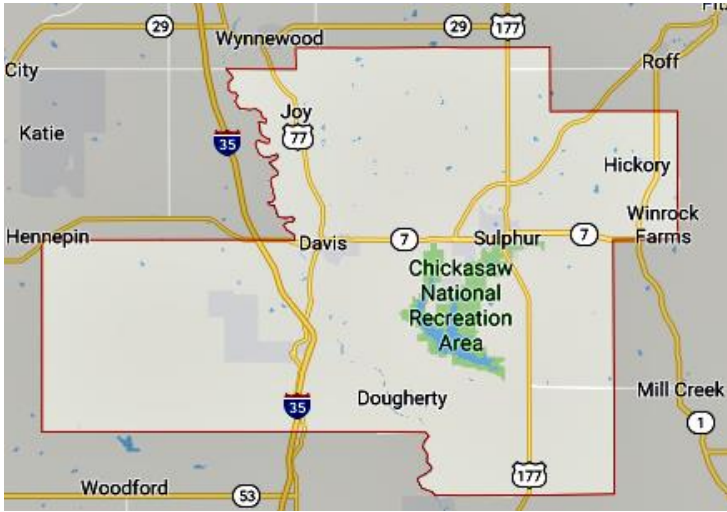 29
Wynnewood
29
177
City
Roff
Joy
77
Katie
35
Hickory
Hennepin
Davis
7
Sulphur
7
Winrock
Farms
Chickasaw
National
Recreation
Area
35
Dougherty
Mill Creek
1
Woodford
53
177